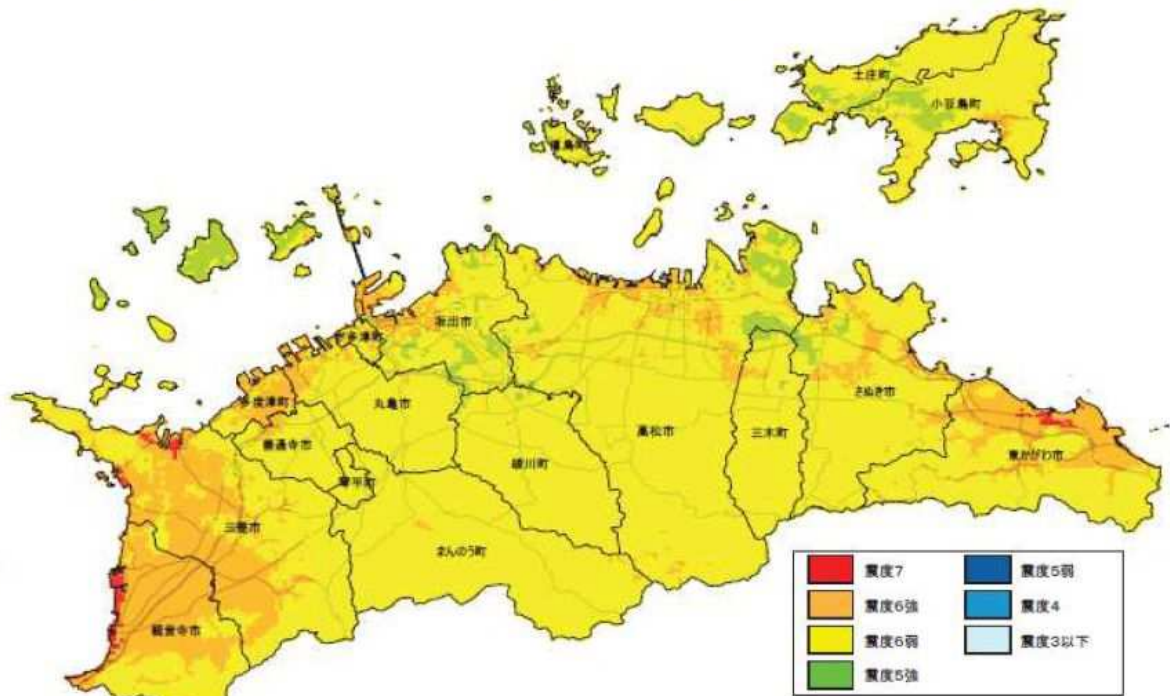 土庄町
小豆島町
直島町
坂出市
宇多津町
多度津町
丸亀市
善通寺市
琴平町
綾川町
高松市
三木町
さぬき市
東かがわ市
三豊市
まんのう町
観音寺市
震度7
震度6強
震度6弱
震度5強
震度5弱
震度4
震度3以下